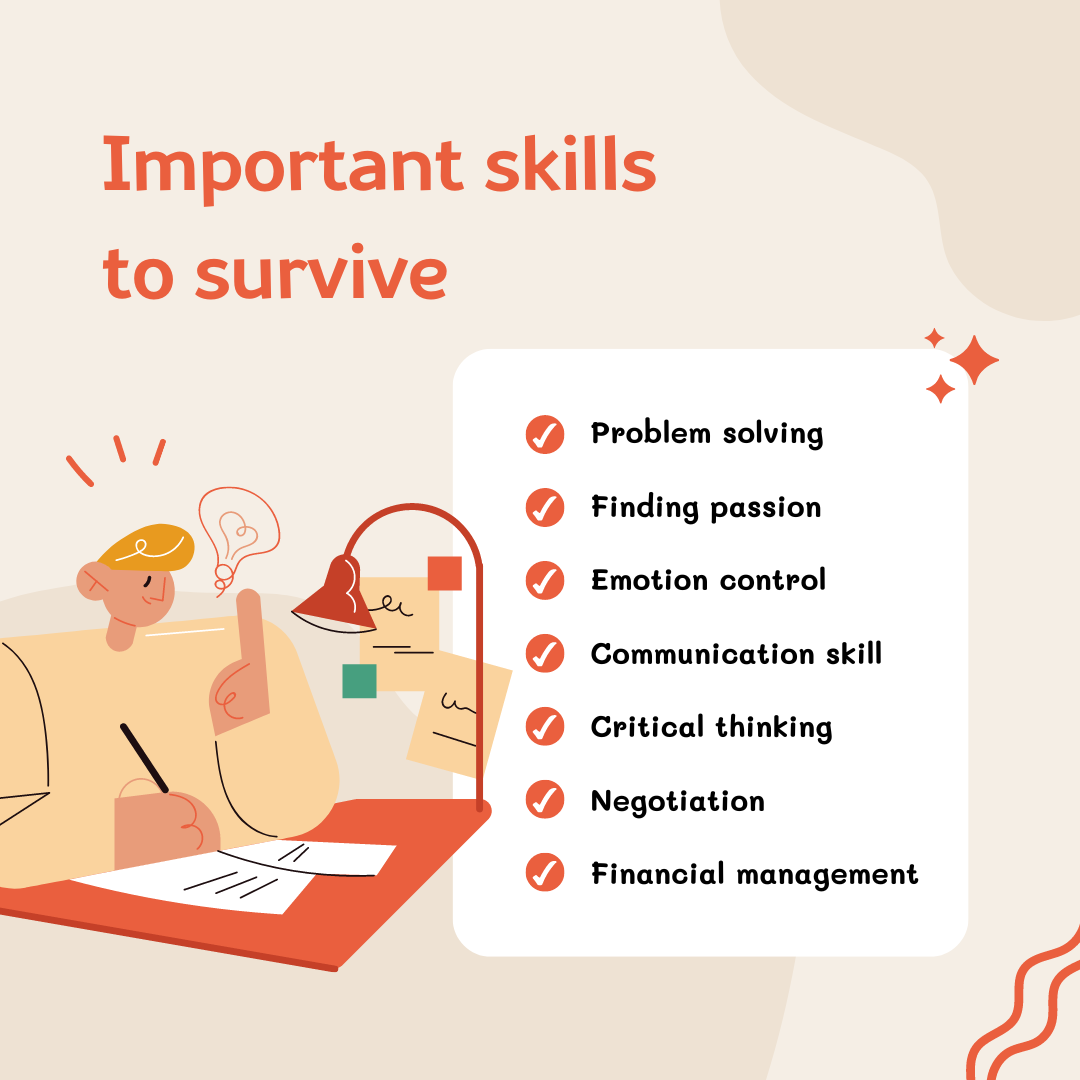 Important skills
to survive
Problem solving
Finding passion
Emotion control
Communication skill
Critical thinking
Negotiation
Financial management